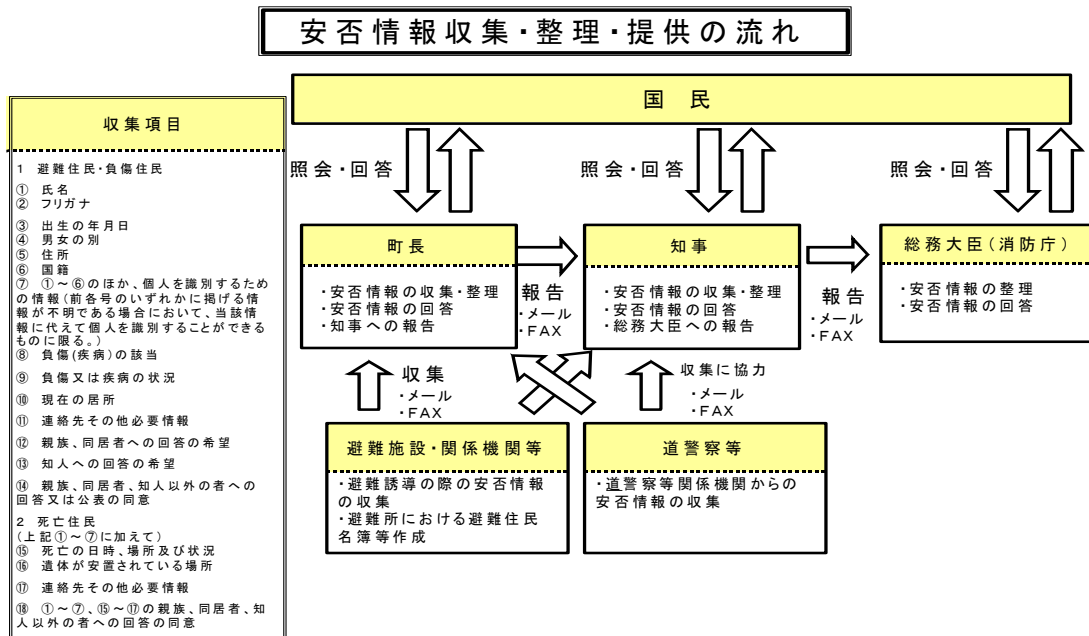 安否情報収集・整理・提供の流れ
国民
収集項目
1 避難住民・負傷住民
① 氏名
② フリガナ
③ 出生の年月日
④ 男女の別
⑤ 住所
⑥ 国籍
⑦ ①～⑥のほか、個人を識別するため
の情報(前各号のいずれかに掲げる情
報が不明である場合において、当該情
報に代えて個人を識別することができる
ものに限る。)
⑧ 負傷(疾病)の該当
⑨ 負傷又は疾病の状況
⑩ 現在の居所
⑪ 連絡先その他必要情報
⑫ 親族、同居者への回答の希望
⑬ 知人への回答の希望
⑭ 親族、同居者、知人以外の者への
回答又は公表の同意
2 死亡住民
(上記①～⑦に加えて)
⑮ 死亡の日時、場所及び状況
⑯ 遺体が安置されている場所
⑰ 連絡先その他必要情報
⑱ ①～⑦、⑮～⑰の親族、同居者、知
人以外の者への回答の同意
照会・回答
照会・回答
照会・回答
町長
・安否情報の収集・整理
・安否情報の回答
・知事への報告
報告
・メール
・FAX
知事
・安否情報の収集・整理
・安否情報の回答
・総務大臣への報告
報告
・メール
・FAX
総務大臣(消防庁)
・安否情報の整理
・安否情報の回答
収集
・メール
・FAX
収集に協力
・メール
・FAX
避難施設・関係機関等
・避難誘導の際の安否情報
の収集
・避難所における避難住民
名簿等作成
道警察等
・道警察等関係機関からの
安否情報の収集